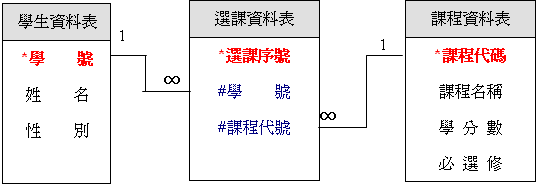 學生資料表
*學 號
姓 名
性 別
1
∞
選課資料表
*選課序號
#學 號
#課程代號
∞
1
課程資料表
*課程代碼
課程名稱
學 分 數
必 選 修